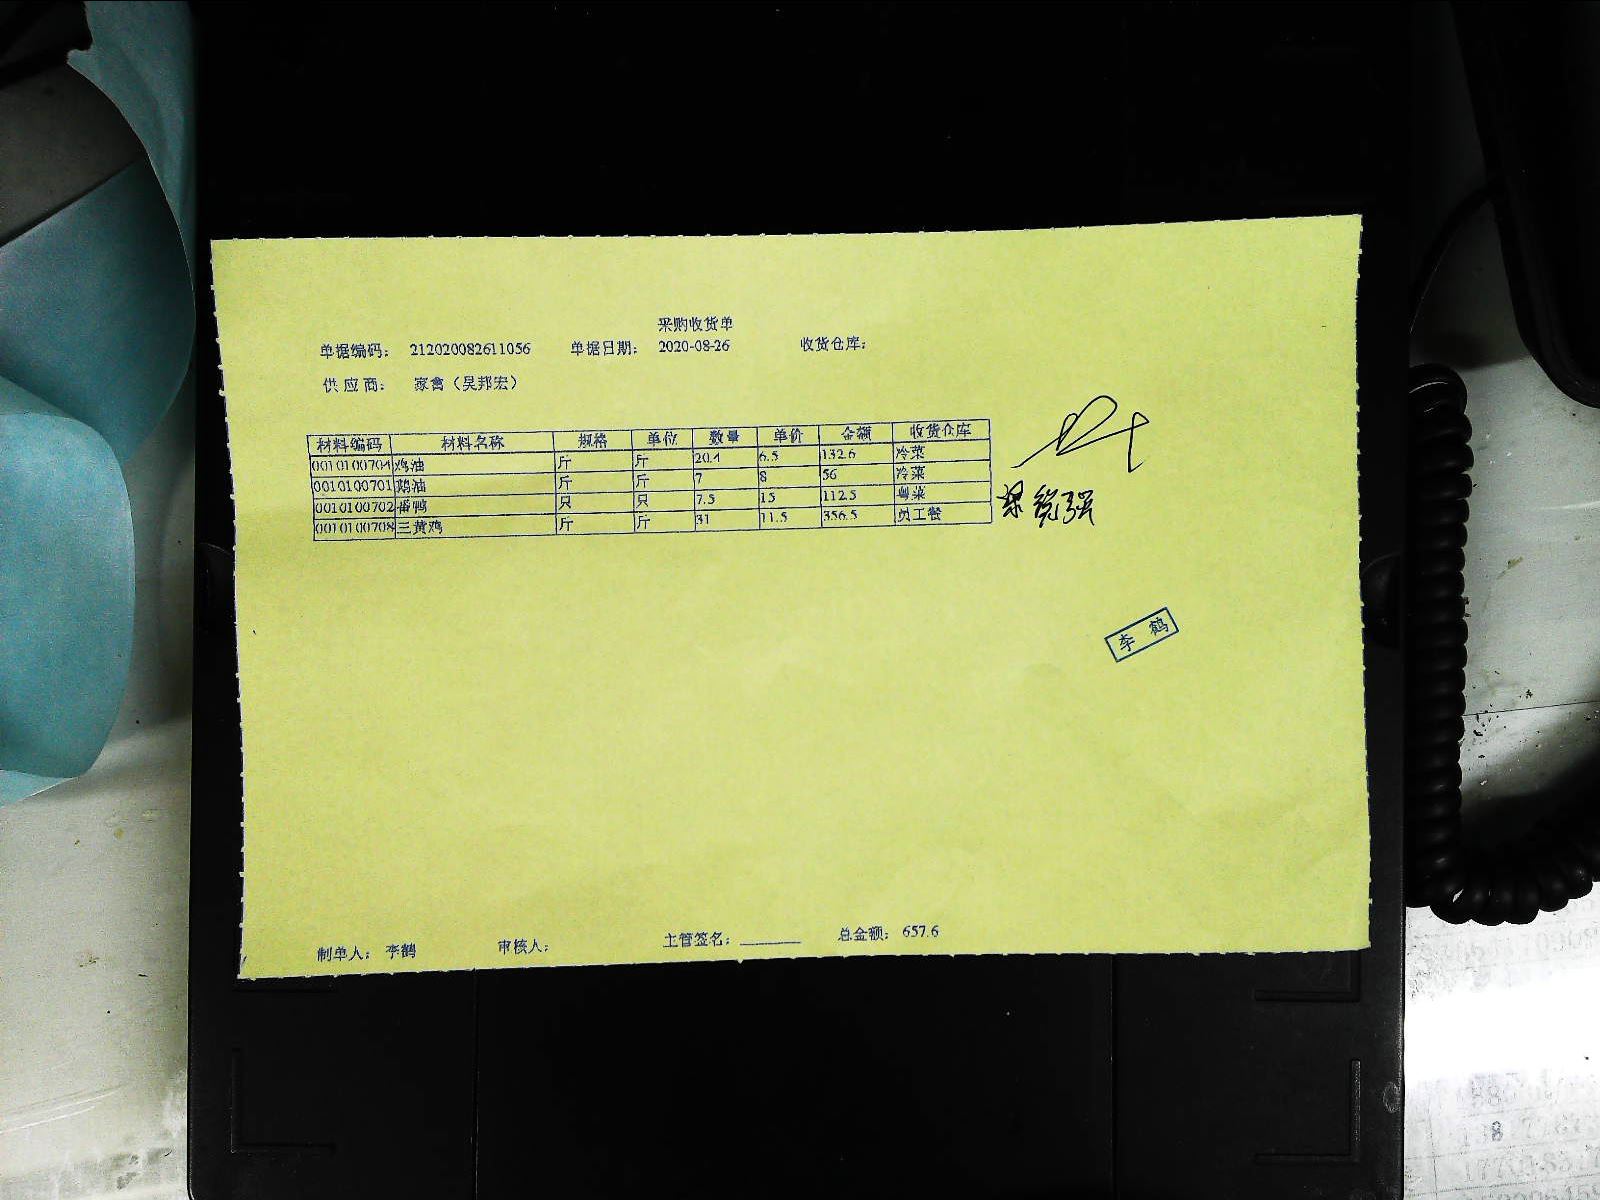 采购收货单
单据编码： 212020082611056 单据日期： 2020-08-26 收货仓库：
供应商： 家禽（吴邦宏）
材料编码 材料名称 规格 单位 数量 单价 金额 收货仓库
0010100704 鸡油 斤 斤 20.4 6.5 132.6 冷菜
0010100701 鹅油 斤 斤 7 8 56 冷菜
0010100702 番鸭 只 只 7.5 15 112.5 粤菜
0010100708 三黄鸡 斤 斤 31 11.5 356.5 员工餐
李鹤
制单人： 李鹤 审核人： 主管签名： 总金额： 657.6